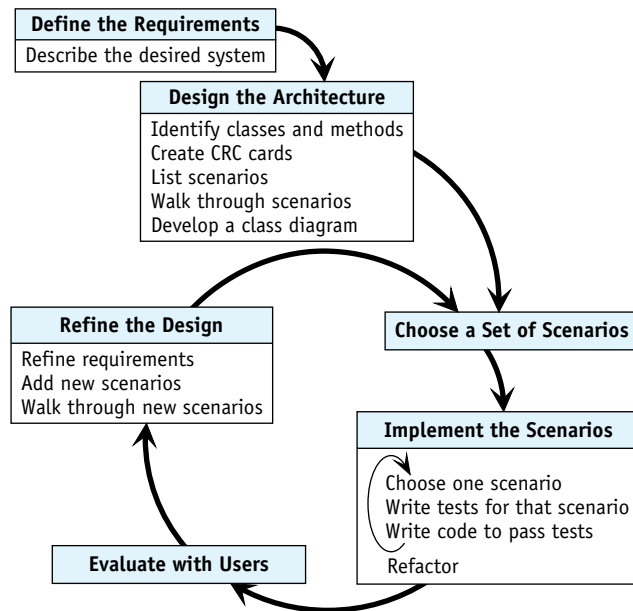 Define the Requirements
Describe the desired system
Design the Architecture
Identify classes and methods
Create CRC cards
List scenarios
Walk through scenarios
Develop a class diagram
Choose a Set of Scenarios
Implement the Scenarios
Choose one scenario
Write tests for that scenario
Write code to pass tests
Refactor
Evaluate with Users
Refine the Design
Refine requirements
Add new scenarios
Walk through new scenarios